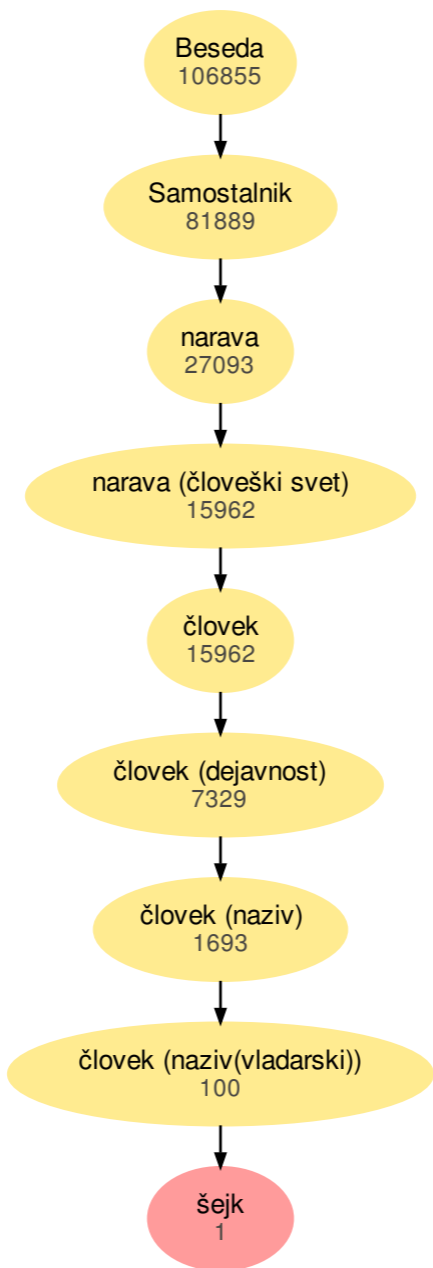 Beseda
106855
Samostalnik
81889
narava
27093
narava (človeški svet)
15962
človek
15962
človek (dejavnost)
7329
človek (naziv)
1693
človek (naziv(vladarski))
100
šejk
1